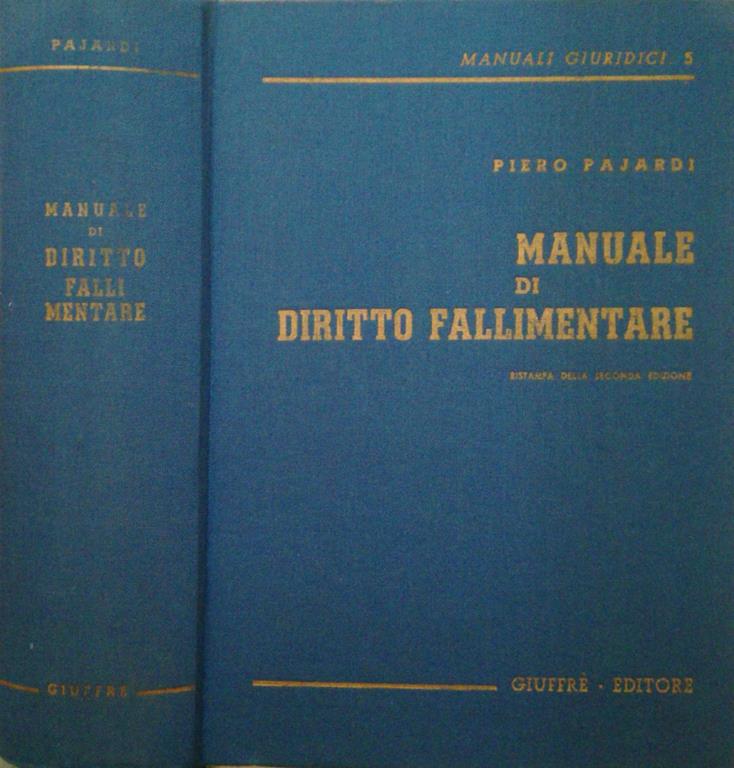 PAJARDI
MANUALE
DI
DIRITTO
FALLI
MENTARE
GIUFFRÈ
MANUALI GIURIDICI 5
PIERO PAJARDI
MANUALE
DI
DIRITTO FALLIMENTARE
RISTAMPA DELLA SECONDA EDIZIONE
GIUFFRÈ - EDITORE